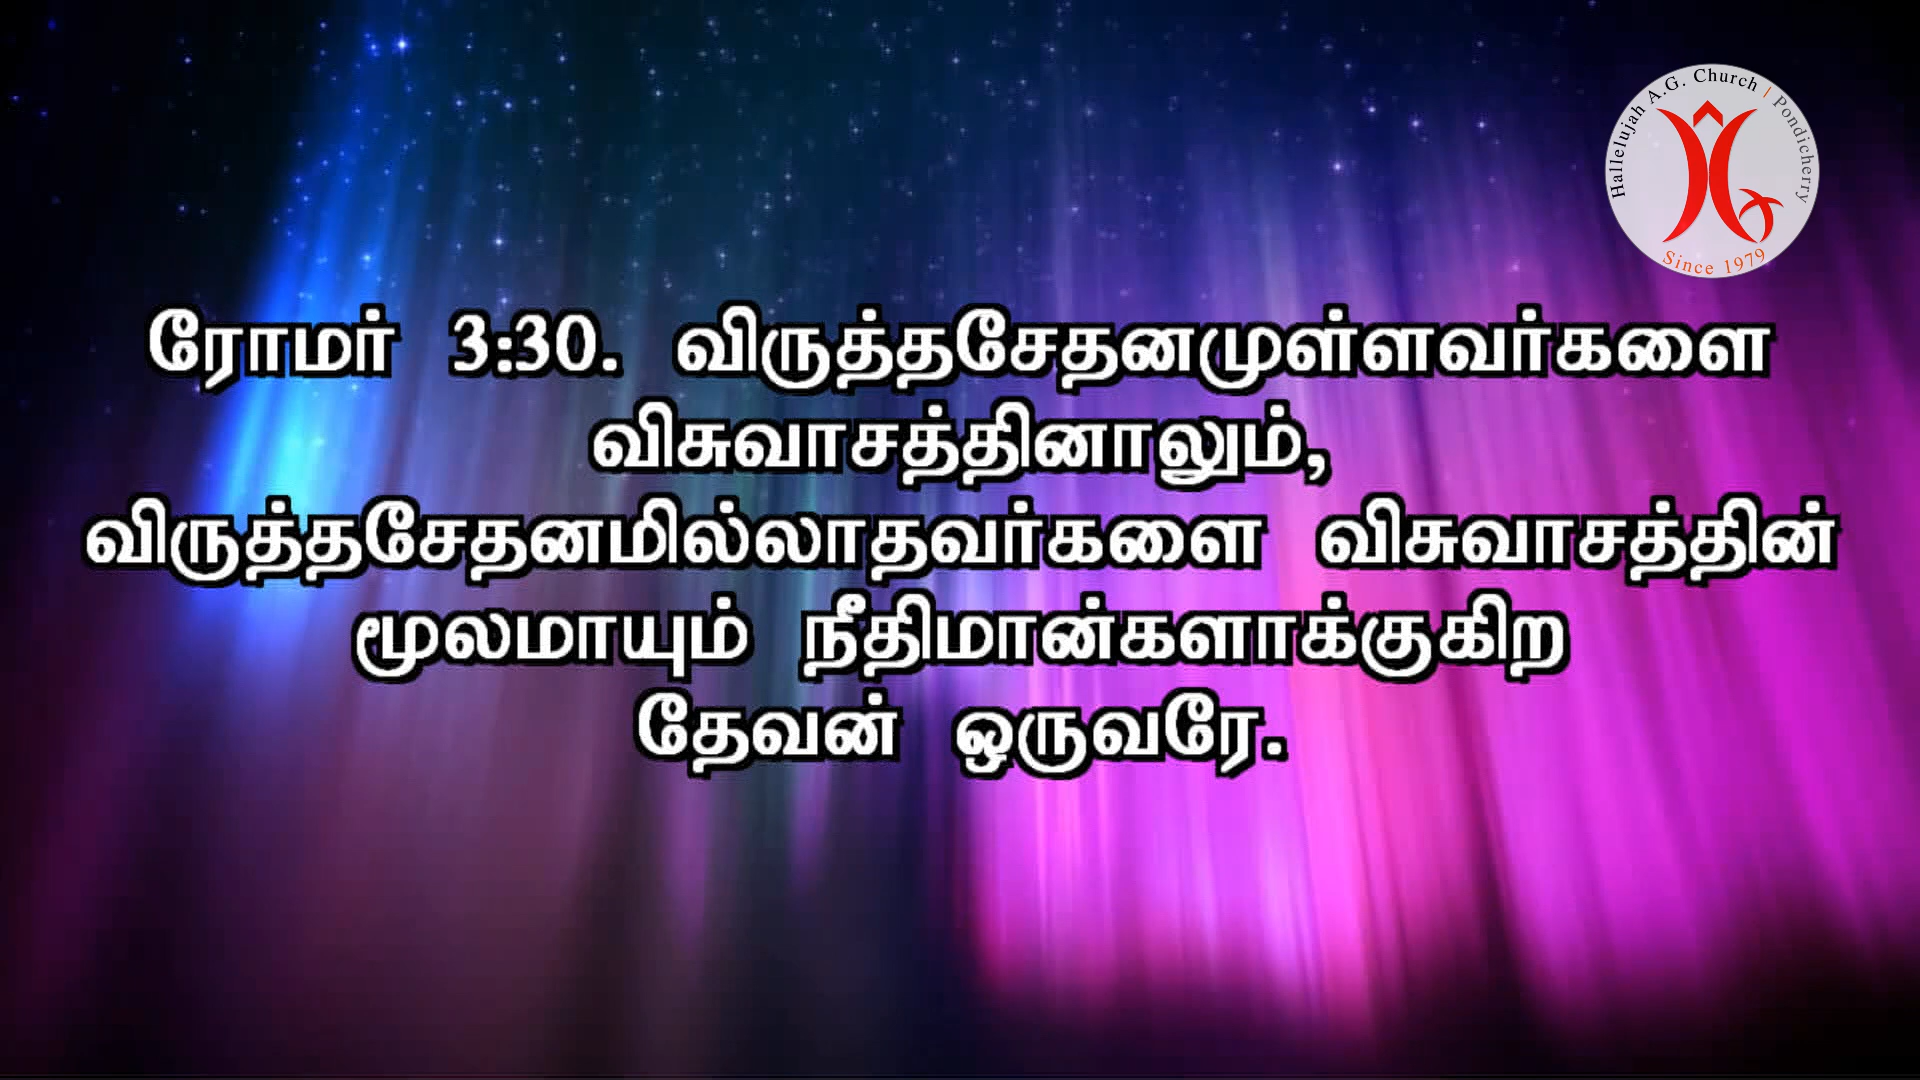 Hallelujah A.G. Church | Pondicherry
Since 1979
ரோமர் 3:30. விருத்தசேதனமுள்ளவர்களை
விசுவாசத்தினாலும்,
விருத்தசேதனமில்லாதவர்களை விசுவாசத்தின்
மூலமாயும் நீதிமான்களாக்குகிற
தேவன் ஒருவரே.